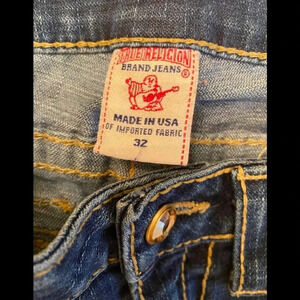 TRUE RELIGION
BRAND JEANS®
MADE IN USA
OF IMPORTED FABRIC
32